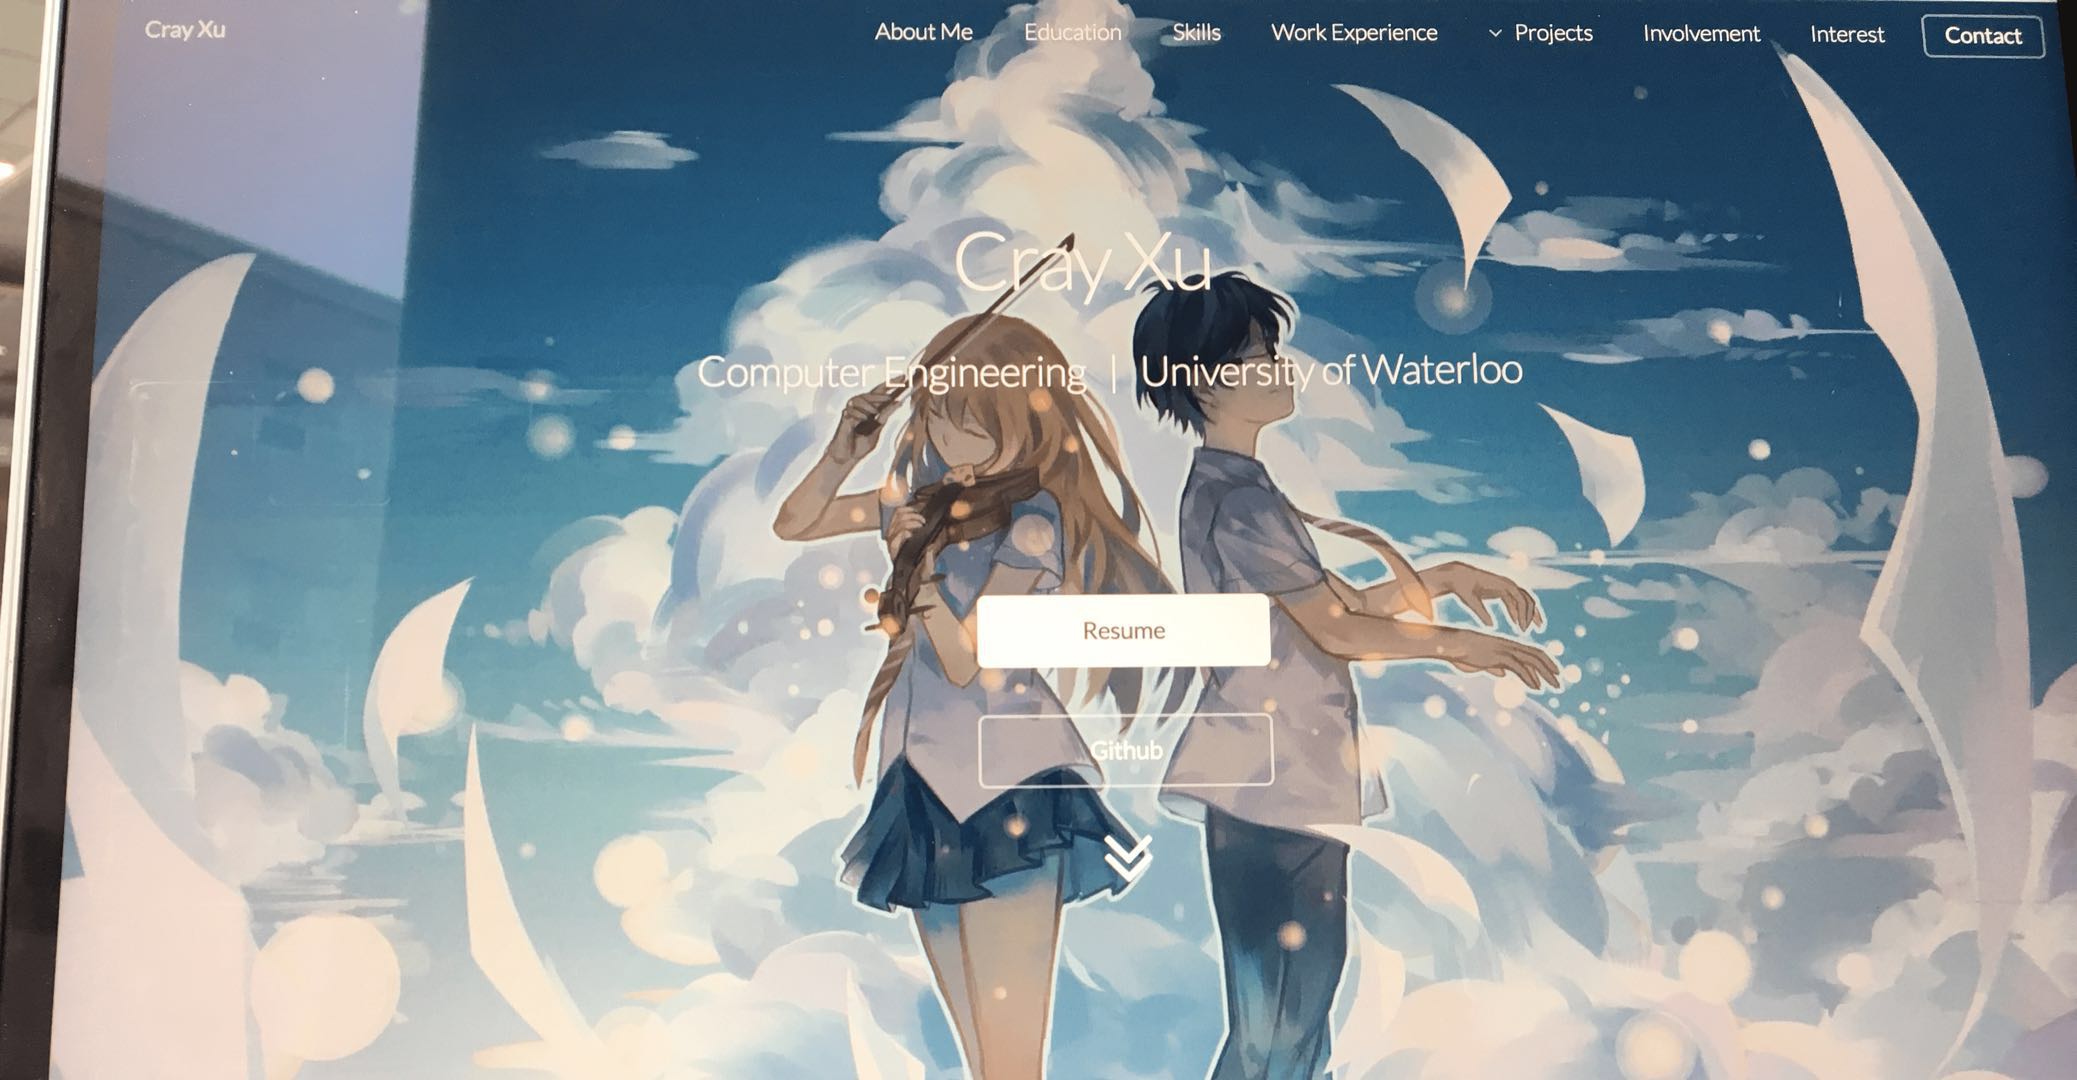 Cray Xu
About Me Education Skills Work Experience Projects Involvement Interest Contact
Cray Xu
Computer Engineering | University of Waterloo
Resume
Github